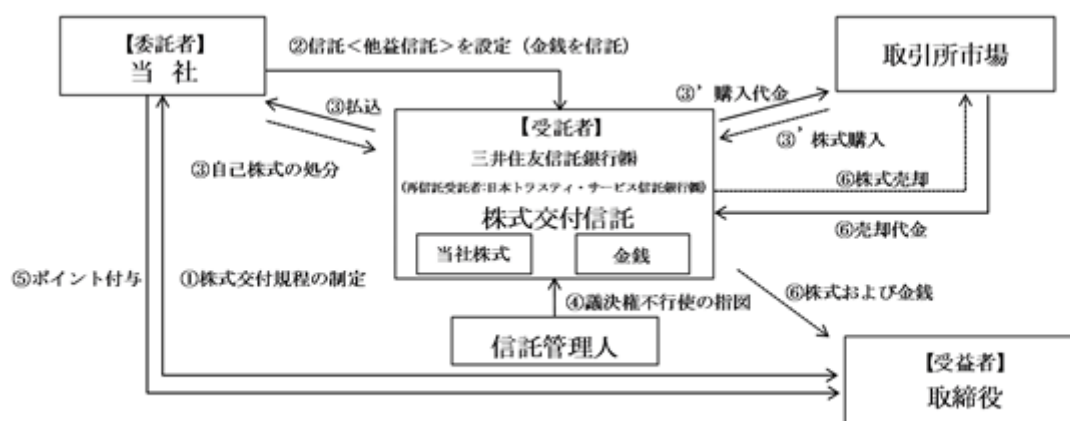 【委託者】
当 社
②信託<他益信託>を設定（金銭を信託）
取引所市場
③払込
③自己株式の処分
③’購入代金
③’株式購入
【受託者】
三井住友信託銀行㈱
(再信託受託者:日本トラスティ・サービス信託銀行㈱)
株式交付信託
当社株式
金銭
⑥株式売却
⑥売却代金
⑤ポイント付与
①株式交付規程の制定
④議決権不行使の指図
⑥株式および金銭
信託管理人
【受益者】
取締役